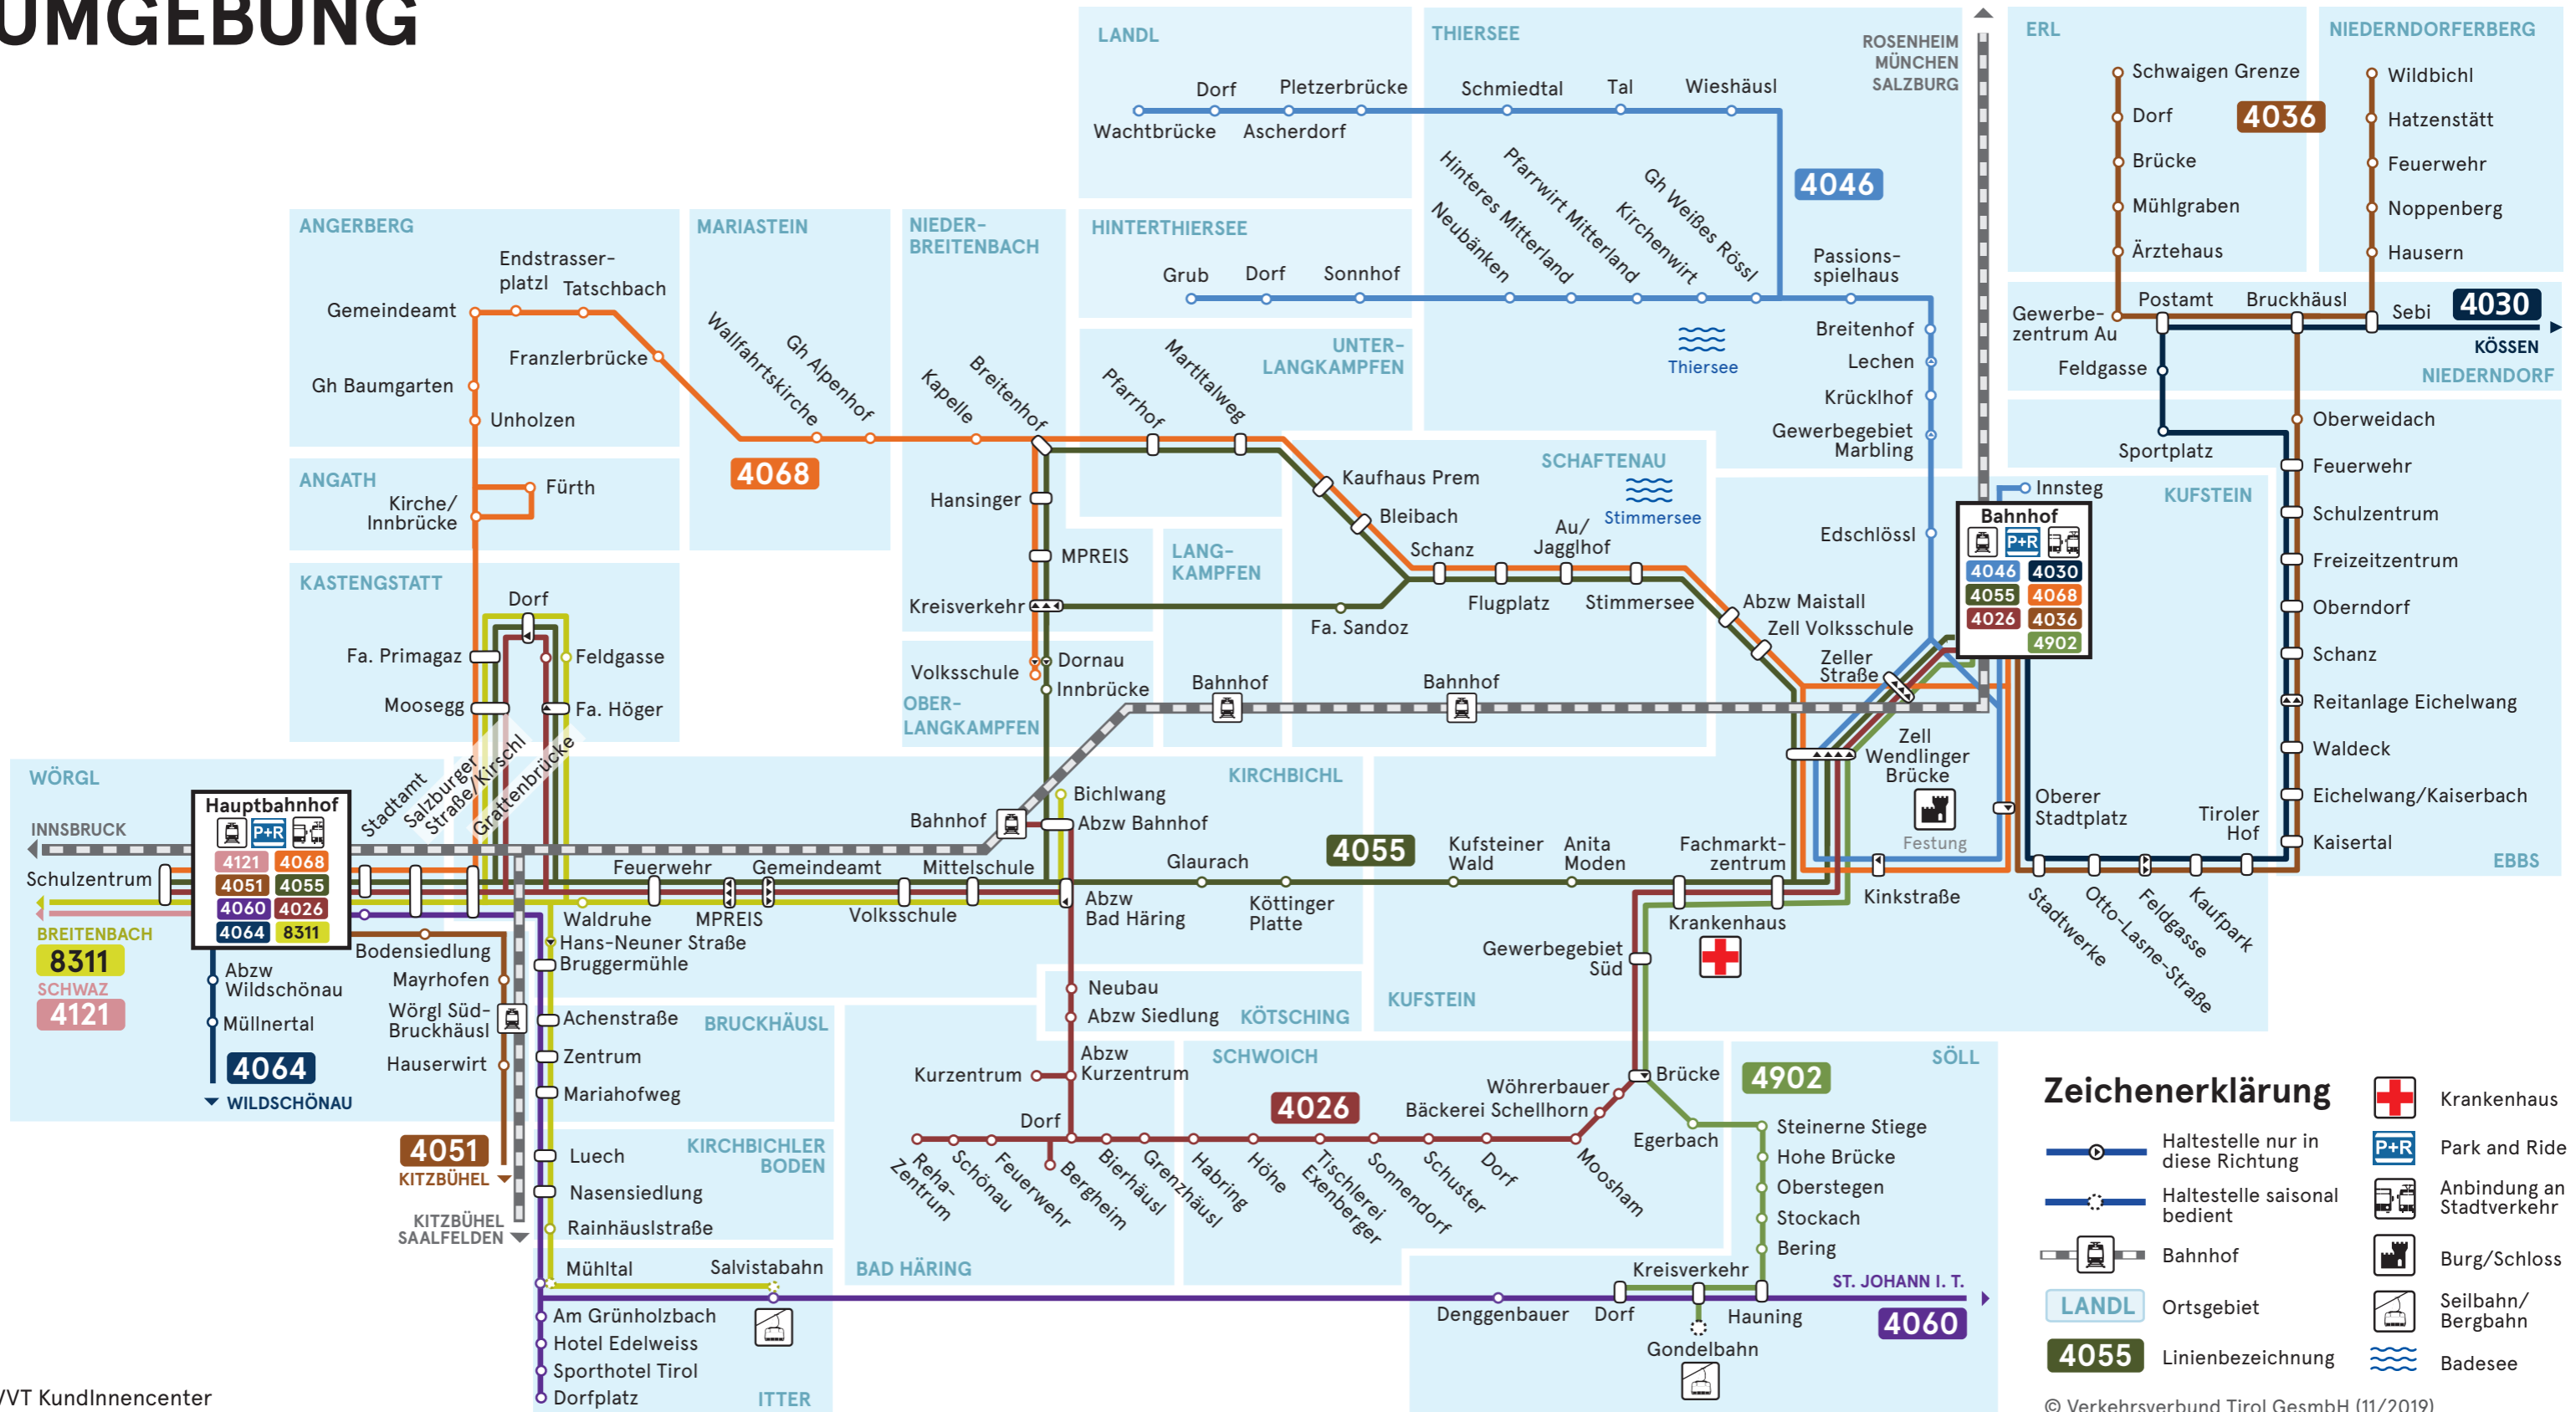 UMGEBUNG
LANDL
Dorf
Pletzerbrücke
Wachtbrücke
Ascherdorf
THIERSEE
Schmiedtal
Tal
Wieshäusl
4046
Neubänken
Hinteres Mitterland
Pfarrwirt Mitterland
Kirchenwirt
Gh Weißes Rössl
Passions-
spielhaus
Thiersee
Breitenhof
Lechen
Krücklhof
Gewerbegebiet
Marbling
ROSENHEIM
MÜNCHEN
SALZBURG
ERL
Schwaigen Grenze
Dorf
4036
Brücke
Mühlgraben
Ärztehaus
NIEDERNDORFERBERG
Wildbichl
Hatzenstätt
Feuerwehr
Noppenberg
Hausern
Gewerbe-
zentrum Au
Postamt
Bruckhäusl
Sebi
4030
KÖSSEN
Feldgasse
NIEDERNDORF
Sportplatz
Oberweidach
Feuerwehr
Schulzentrum
Freizeitzentrum
Oberndorf
Schanz
Reitanlage Eichelwang
Waldeck
Eichelwang/Kaiserbach
Kaisertal
EBBS
ANGERBERG
Endstrasser-
platzl
Tatschbach
Gemeindeamt
Franzlerbrücke
Gh Baumgarten
Unholzen
ANGATH
Kirche/
Innbrücke
Fürth
KASTENGSTATT
Dorf
Fa. Primagaz
Feldgasse
Moosegg
Fa. Höger
MARIASTEIN
Wallfahrtskirche
Gh Alpenhof
4068
NIEDER-
BREITENBACH
Kapelle
Breitenhof
Hansinger
MPREIS
Kreisverkehr
Volksschule
Dornau
Innbrücke
OBER-
LANGKAMPFEN
HINTERTHIERSEE
Grub
Dorf
Sonnhof
UNTER-
LANGKAMPFEN
Pfarrhof
Martltalweg
LANG-
KAMPFEN
Bahnhof
Fa. Sandoz
SCHAFTENAU
Kaufhaus Prem
Bleibach
Schanz
Au/
Jagglhof
Stimmersee
Flugplatz
Stimmersee
Bahnhof
Abzw Maistall
Zell Volksschule
Zeller
Straße
Edschlössl
Innsteg
KUFSTEIN
Bahnhof
P+R
4046
4030
4055
4068
4026
4036
4902
Zell
Wendlinger
Brücke
Festung
Oberer
Stadtplatz
Tiroler
Hof
Kinkstraße
Stadtwerke
Otto-Lasne-Straße
Feldgasse
Kaufpark
WÖRGL
Hauptbahnhof
P+R
4121
4068
4051
4055
4060
4026
4064
8311
INNSBRUCK
Schulzentrum
BREITENBACH
8311
SCHWAZ
4121
Stadtamt
Salzburger
Straße/Kirschl
Grattenbrücke
Abzw
Wildschönau
Müllnertal
4064
WILDSCHÖNAU
Bodensiedlung
Mayrhofen
Wörgl Süd-
Bruckhäusl
Hauserwirt
4051
KITZBÜHEL
KITZBÜHEL
SAALFELDEN
KIRCHBICHL
Bichlwang
Bahnhof
Abzw Bahnhof
Feuerwehr
Gemeindeamt
Mittelschule
Waldruhe
MPREIS
Volksschule
Abzw
Bad Häring
Hans-Neuner Straße
Bruggermühle
Glaurach
Köttinger
Platte
4055
Kufsteiner
Wald
Anita
Moden
Fachmarkt-
zentrum
Krankenhaus
Gewerbegebiet
Süd
KUFSTEIN
Neubau
Abzw Siedlung
KÖTSCHING
Achenstraße
BRUCKHÄUSL
Zentrum
Mariahofweg
KIRCHBICHLER
BODEN
Luech
Nasensiedlung
Rainhäuslstraße
Mühltal
Salvistabahn
Am Grünholzbach
Hotel Edelweiss
Sporthotel Tirol
Dorfplatz
ITTER
Kurzentrum
Abzw
Kurzentrum
Dorf
Reha-
Zentrum
Schönau
Feuerwehr
Bergheim
Bierhäusl
Grenzhäusl
BAD HÄRING
SCHWOICH
4026
Wöhrerbauer
Bäckerei Schellhorn
Brücke
Habring
Höhe
Tischlerei
Exenberger
Sonnendorf
Schuster
Dorf
Moosham
Egerbach
4902
SÖLL
Steinerne Stiege
Hohe Brücke
Oberstegen
Stockach
Bering
Kreisverkehr
Denggenbauer
Dorf
Hauning
Gondelbahn
ST. JOHANN I. T.
4060
Zeichenerklärung
Haltestelle nur in
diese Richtung
Haltestelle saisonal
bedient
Bahnhof
LANDL
Ortsgebiet
4055
Linienbezeichnung
Krankenhaus
P+R
Park and Ride
Anbindung an
Stadtverkehr
Burg/Schloss
Seilbahn/
Bergbahn
Badesee
/VVT KundInnencenter
© Verkehrsverbund Tirol GesmbH (11/2019)